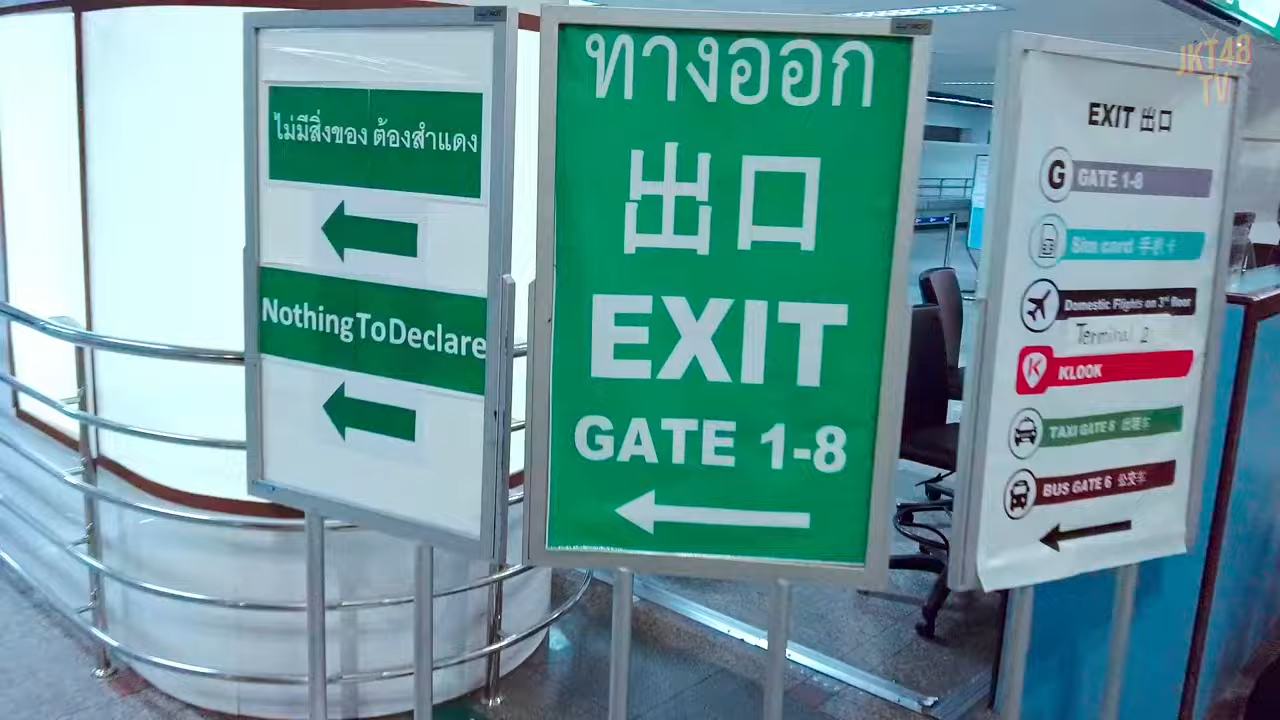 ไม่มีสิ่งของ ต้องสำแดง
NothingToDeclare
ทางออก
出口
EXIT
GATE 1-8
EXIT 出口
G GATE 1-8
Sim card 手机卡
Domestic Flights on 3rd floor
Terminal 2
KLOOK
TAXI GATE 8 出租车
BUS GATE 6 公交车
JKT48
TV